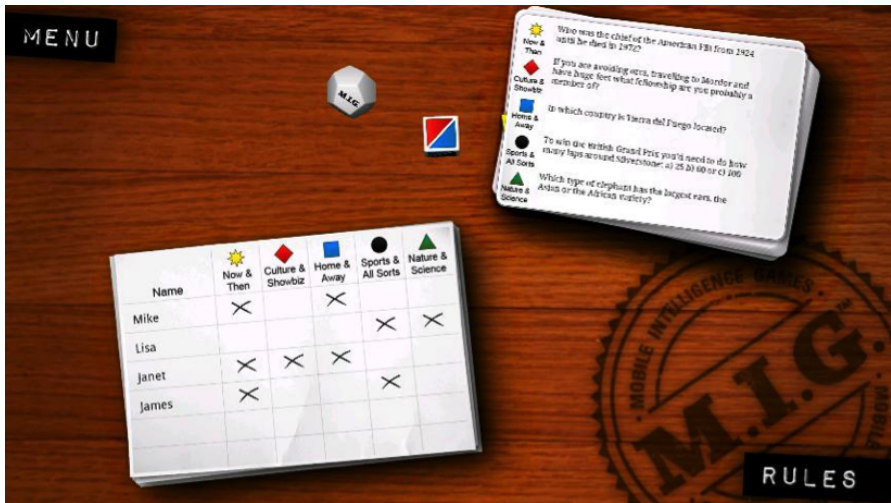 MENU
M.I.G.
Now &
Then
Who was the chief of the American FBI from 1924
until he died in 1972?
Culture &
Showbiz
If you are avoiding orcs, travelling to Mordor and
have huge feet what fellowship are you probably a
member of?
Home &
Away
In which country is Tierra del Fuego located?
Sports &
All Sorts
To win the British Grand Prix you'd need to do how
many laps around Silverstone: a) 25 b) 60 or c) 100
Nature &
Science
Which type of elephant has the largest ears, the
Asian or the African variety?
Name
Now &
Then
Culture &
Showbiz
Home &
Away
Sports &
All Sorts
Nature &
Science
Mike
Lisa
Janet
James
MOBILE INTELLIGENCE GAMES
M.I.G.
TM
RULES